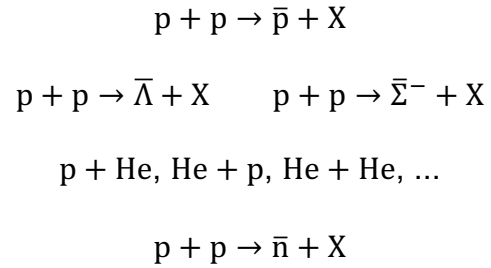 p + p → p̄ + X
p + p → Λ̄ + X  p + p → Σ̄⁻ + X
p + He, He + p, He + He, ...
p + p → n̄ + X